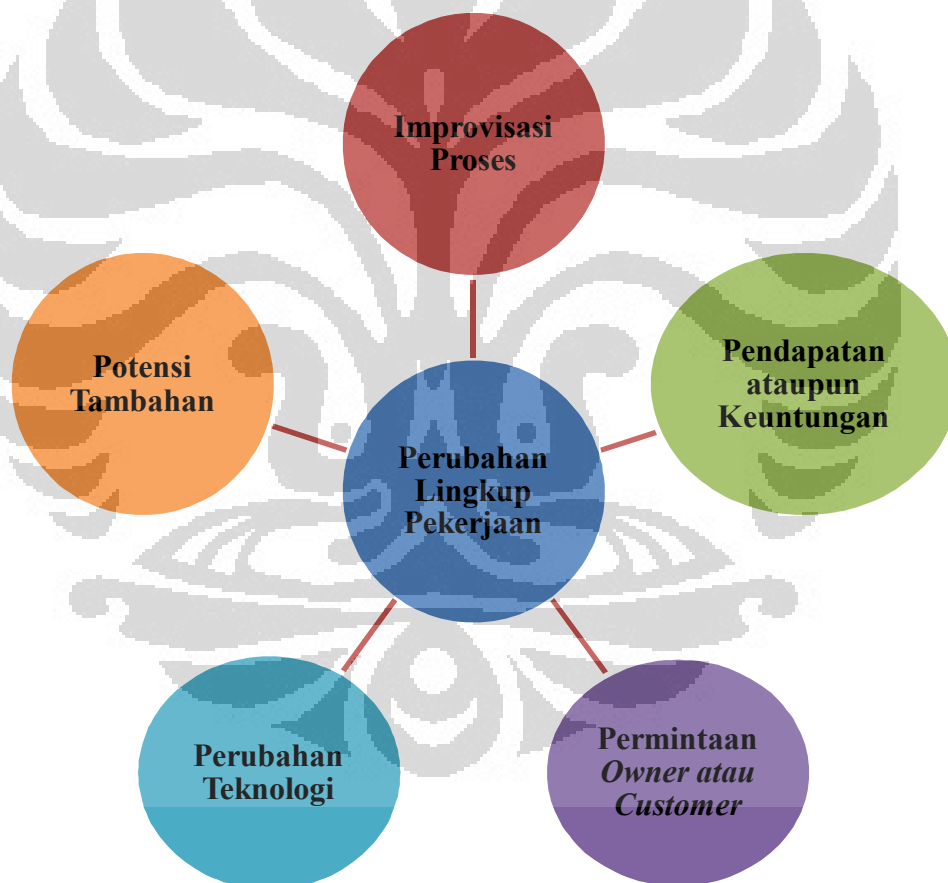 Improvisasi
Proses
Potensi
Tambahan
Pendapatan
ataupun
Keuntungan
Perubahan
Lingkup
Pekerjaan
Perubahan
Teknologi
Permintaan
Owner atau
Customer